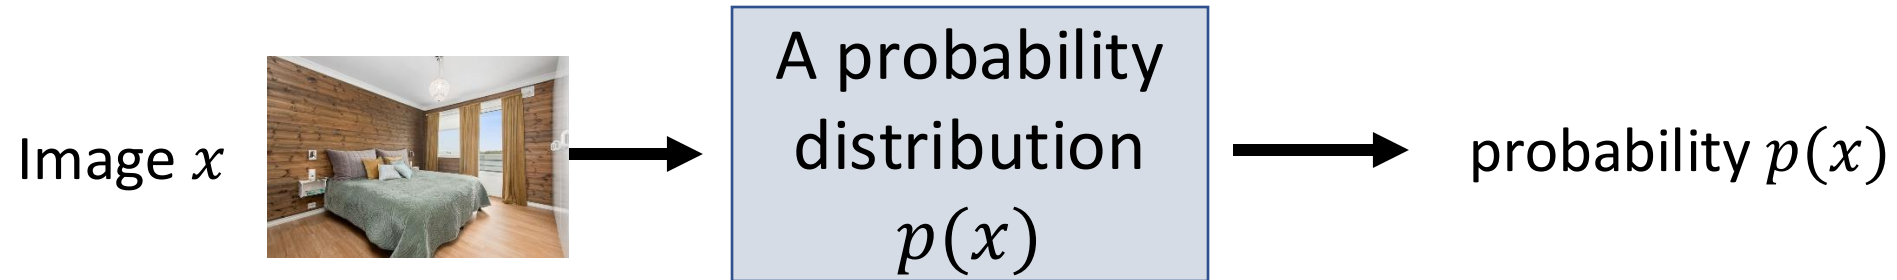 Image 𝑥
A probability
distribution
𝑝(𝑥)
probability 𝑝(𝑥)